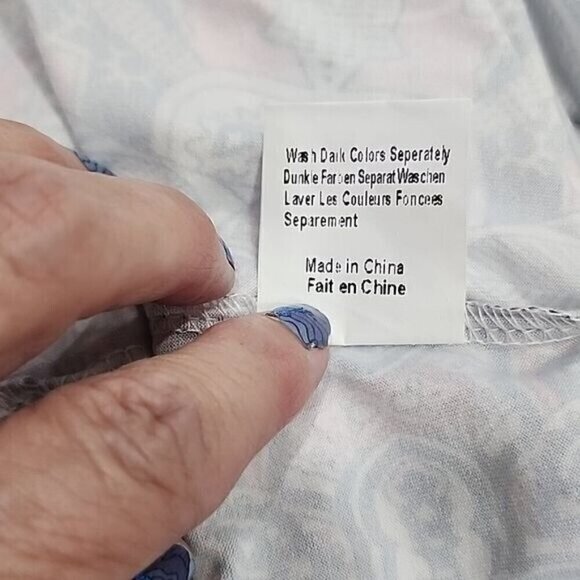 Wash Dark Colors Seperately
Dunkle Farben Separat Waschen
Laver Les Couleurs Foncees
Separement
Made in China
Fait en Chine